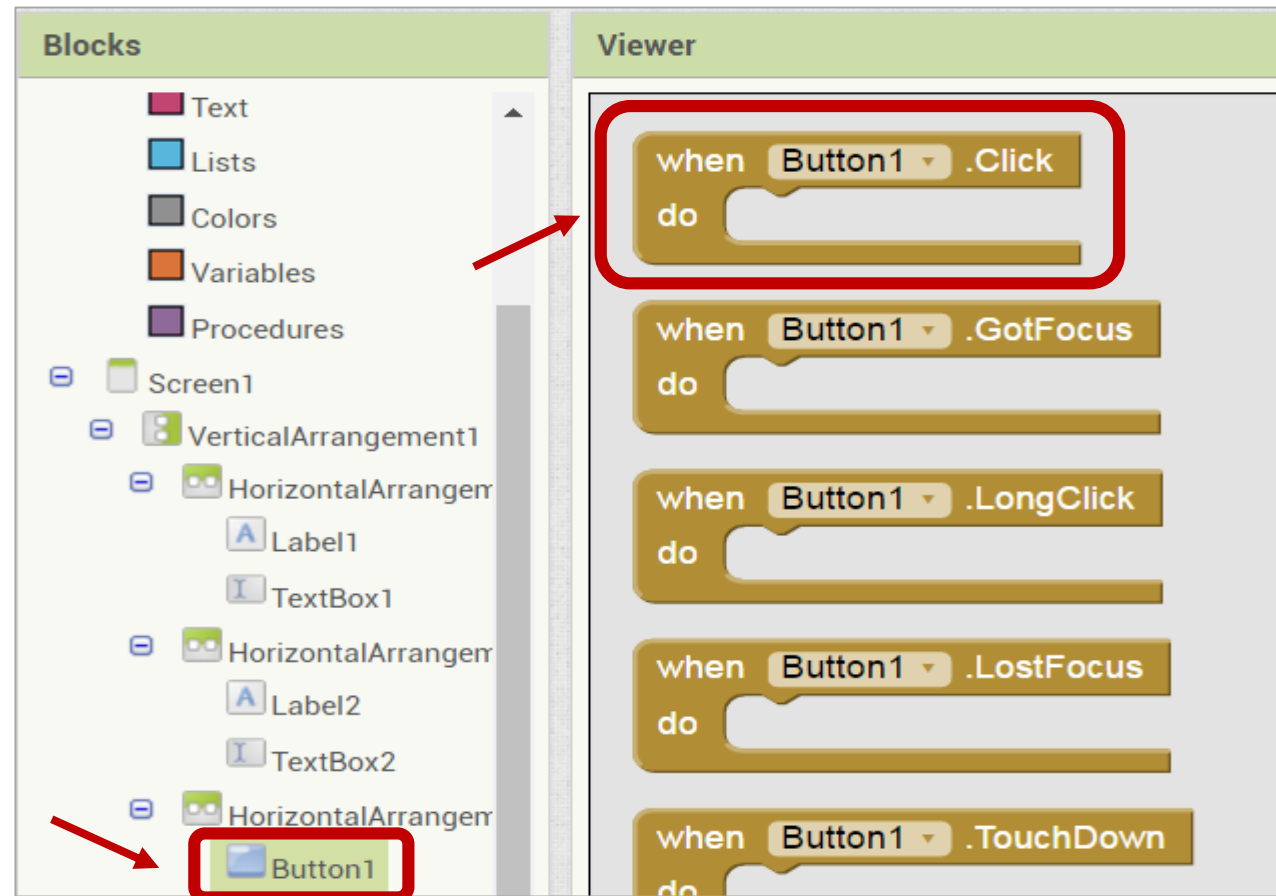 Blocks
Text
Lists
Colors
Variables
Procedures
Screen1
VerticalArrangement1
HorizontalArrangem
Label1
TextBox1
HorizontalArrangem
Label2
TextBox2
HorizontalArrangem
Button1
Viewer
when Button1 .Click
do
when Button1 .GotFocus
do
when Button1 .LongClick
do
when Button1 .LostFocus
do
when Button1 .TouchDown
do